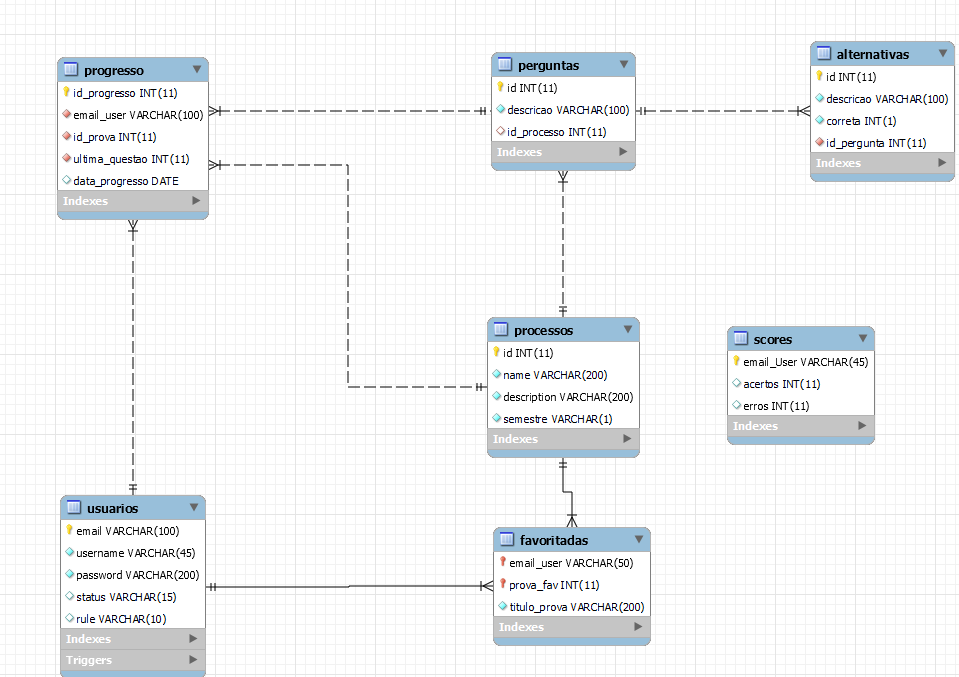 progresso
id_progresso INT(11)
email_user VARCHAR(100)
id_prova INT(11)
ultima_questao INT(11)
data_progresso DATE
Indexes
perguntas
id INT(11)
descricao VARCHAR(100)
id_processo INT(11)
Indexes
alternativas
id INT(11)
descricao VARCHAR(100)
correta INT(1)
id_pergunta INT(11)
Indexes
processos
id INT(11)
name VARCHAR(200)
description VARCHAR(200)
semestre VARCHAR(1)
Indexes
scores
email_User VARCHAR(45)
acertos INT(11)
erros INT(11)
Indexes
usuarios
email VARCHAR(100)
username VARCHAR(45)
password VARCHAR(200)
status VARCHAR(15)
rule VARCHAR(10)
Indexes
Triggers
favoritadas
email_user VARCHAR(50)
prova_fav INT(11)
titulo_prova VARCHAR(200)
Indexes